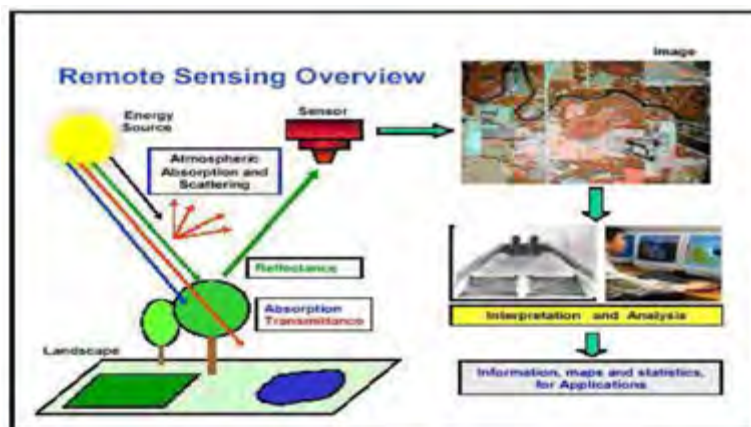 Image
Remote Sensing Overview
Sensor
Energy
Source
Atmospheric
Absorption and
Scattering
Reflectance
Absorption
Transmittance
Landscape
Interpretation and Analysis
Information, maps and statistics,
for Applications